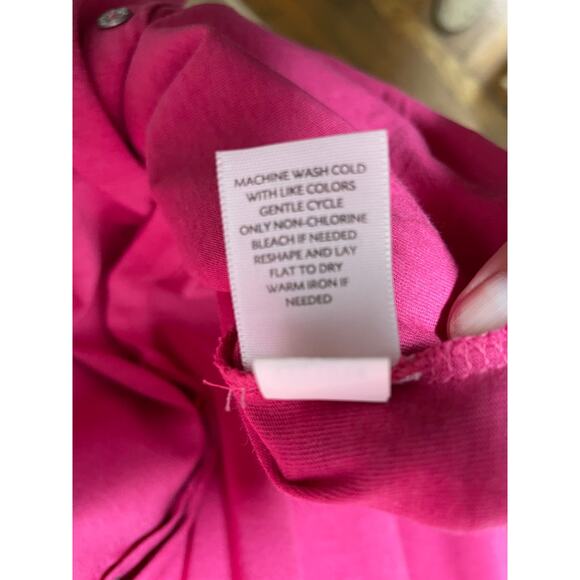 MACHINE WASH COLD
WITH LIKE COLORS
GENTLE CYCLE
ONLY NON-CHLORINE
BLEACH IF NEEDED
RESHAPE AND LAY
FLAT TO DRY
WARM IRON IF
NEEDED